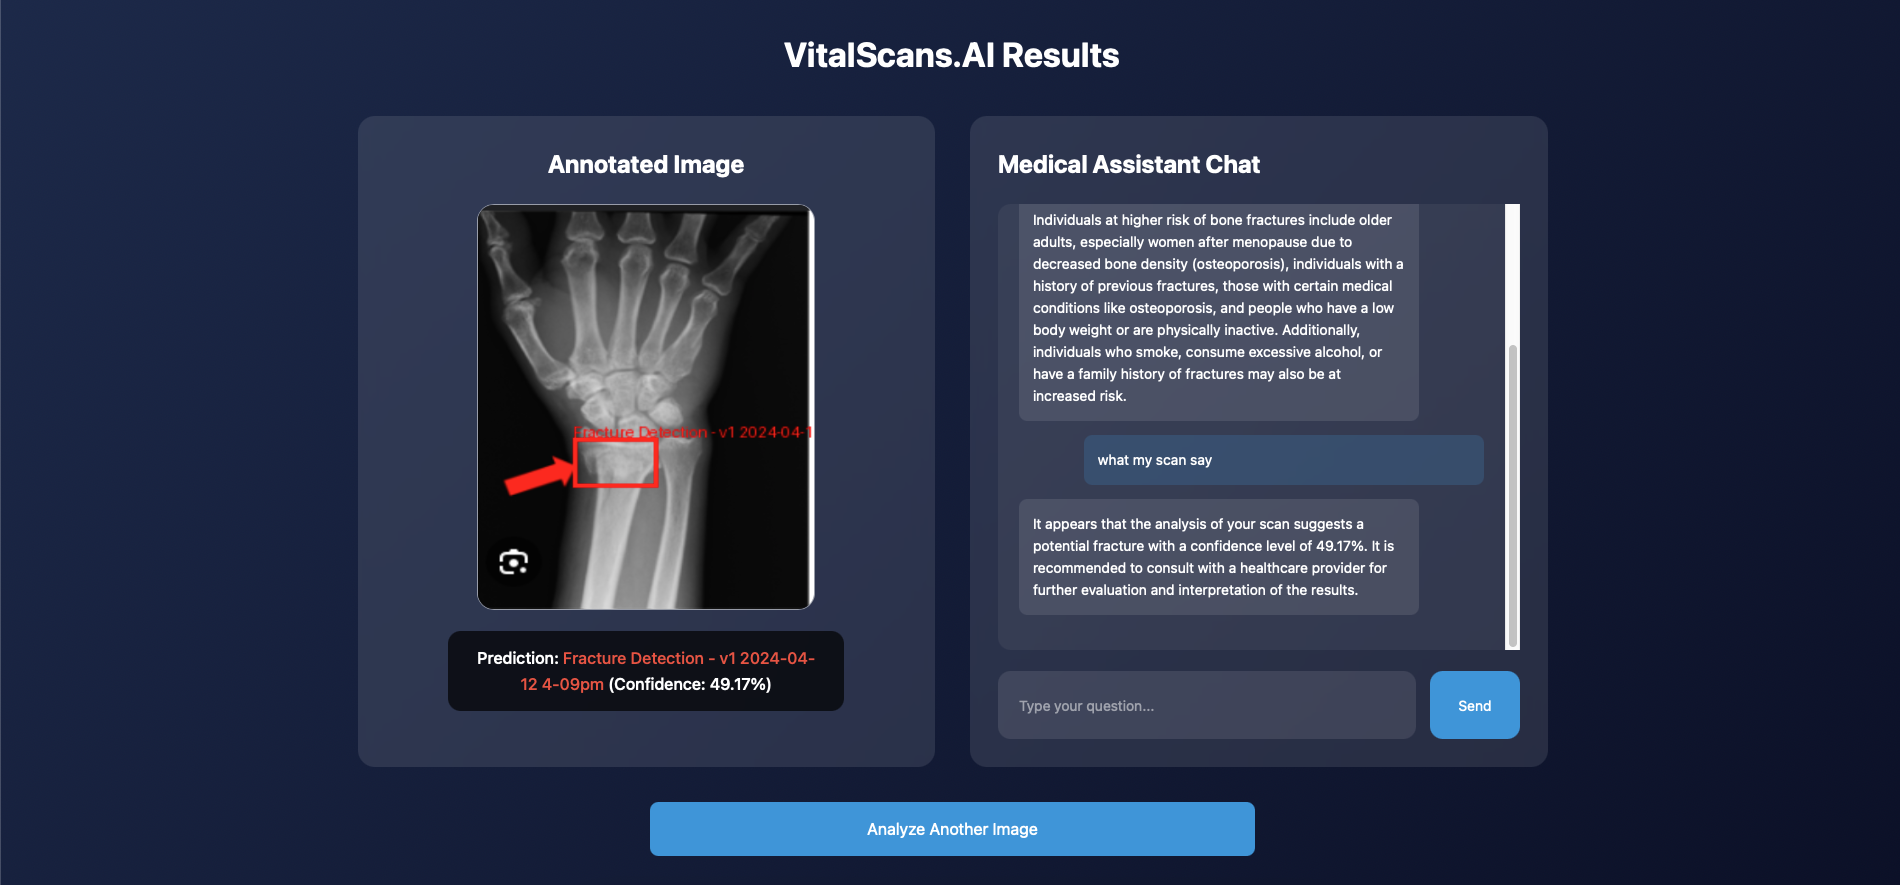 VitalScans.AI Results
Annotated Image
Fracture Detection - v1 2024-04-1
Prediction: Fracture Detection - v1 2024-04-
12 4-09pm (Confidence: 49.17%)
Medical Assistant Chat
Individuals at higher risk of bone fractures include older
adults, especially women after menopause due to
decreased bone density (osteoporosis), individuals with a
history of previous fractures, those with certain medical
conditions like osteoporosis, and people who have a low
body weight or are physically inactive. Additionally,
individuals who smoke, consume excessive alcohol, or
have a family history of fractures may also be at
increased risk.
what my scan say
It appears that the analysis of your scan suggests a
potential fracture with a confidence level of 49.17%. It is
recommended to consult with a healthcare provider for
further evaluation and interpretation of the results.
Type your question...
Send
Analyze Another Image